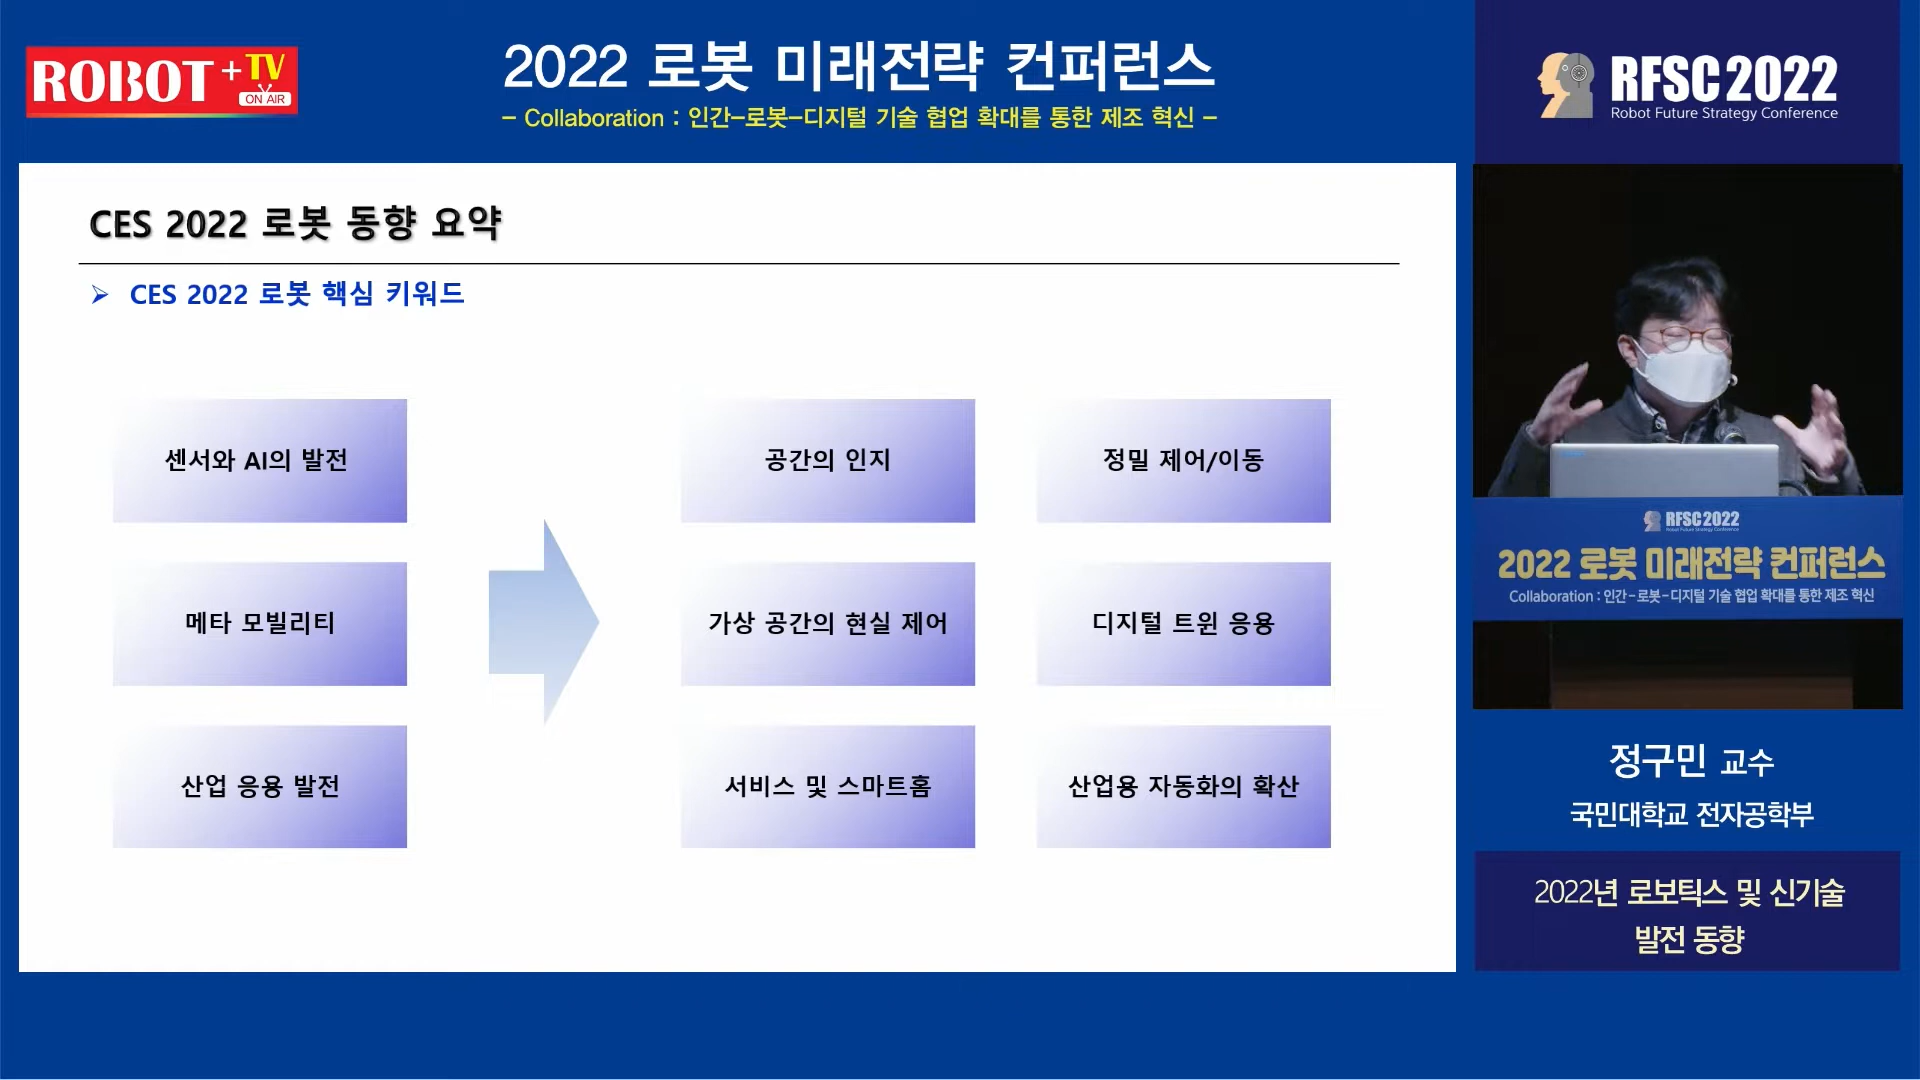 ROBOT+TV
ON AIR
2022 로봇 미래전략 컨퍼런스
– Collaboration : 인간–로봇–디지털 기술 협업 확대를 통한 제조 혁신 –
RFSC 2022
Robot Future Strategy Conference
CES 2022 로봇 동향 요약
➢ CES 2022 로봇 핵심 키워드
센서와 AI의 발전
공간의 인지
정밀 제어/이동
메타 모빌리티
가상 공간의 현실 제어
디지털 트윈 응용
산업 응용 발전
서비스 및 스마트홈
산업용 자동화의 확산
RFSC 2022
Robot Future Strategy Conference
2022 로봇 미래전략 컨퍼런스
Collaboration : 인간-로봇-디지털 기술 협업 확대를 통한 제조 혁신
정구민 교수
국민대학교 전자공학부
2022년 로보틱스 및 신기술
발전 동향